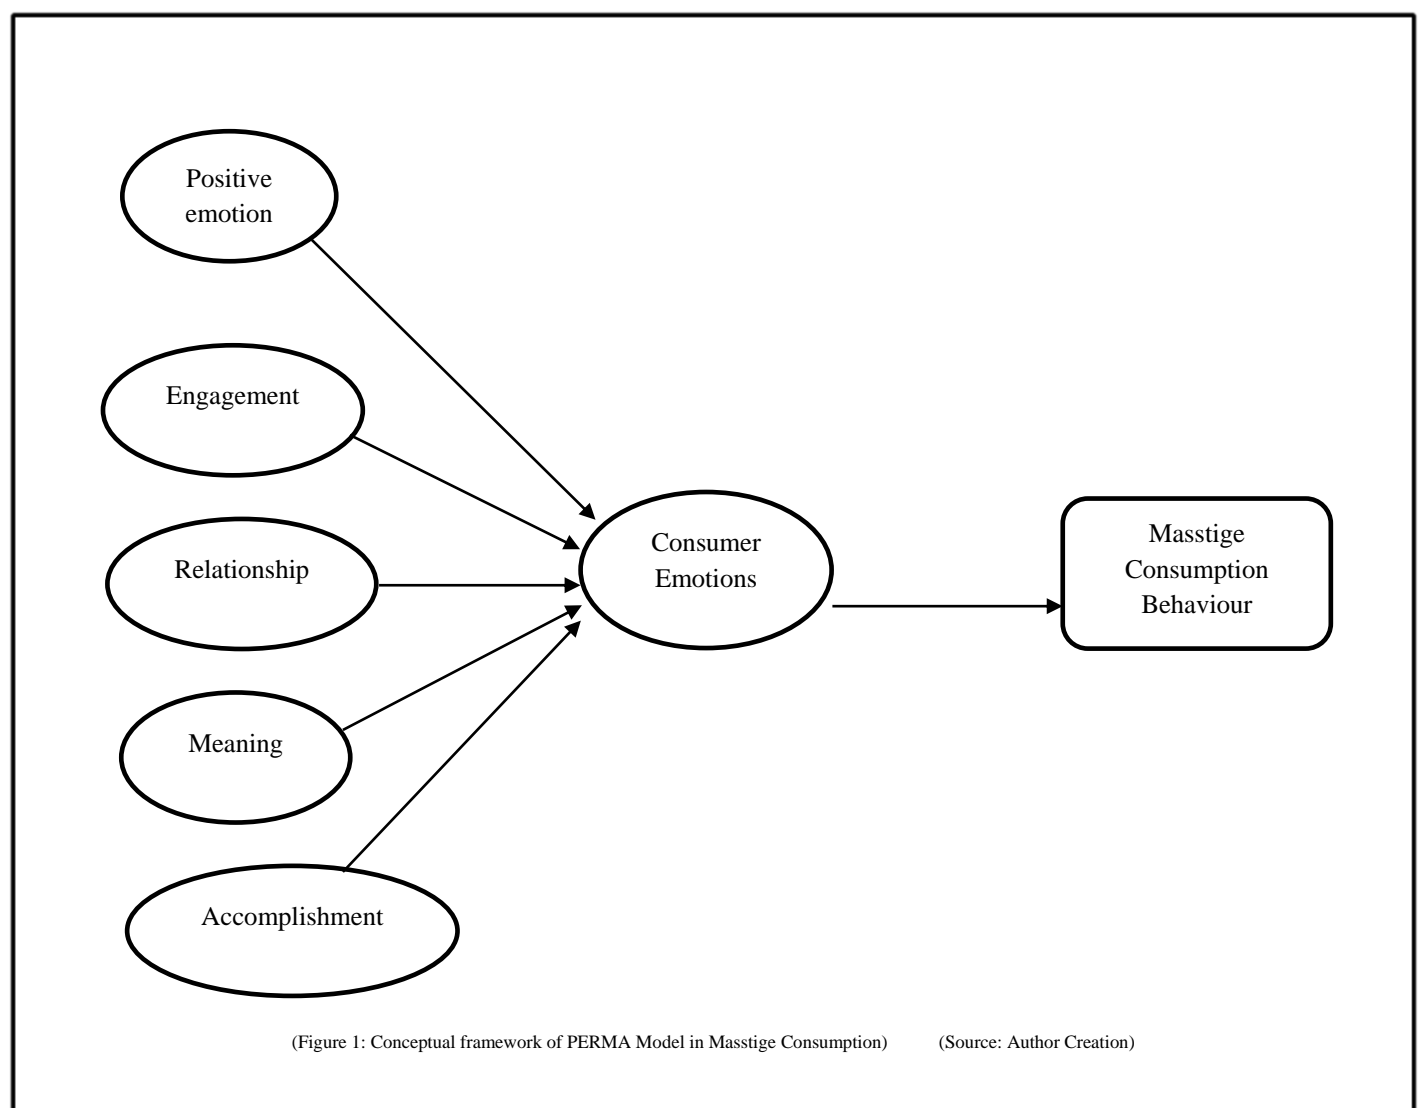 Positive
emotion
Engagement
Relationship
Meaning
Accomplishment
Consumer
Emotions
Masstige
Consumption
Behaviour
(Figure 1: Conceptual framework of PERMA Model in Masstige Consumption) (Source: Author Creation)